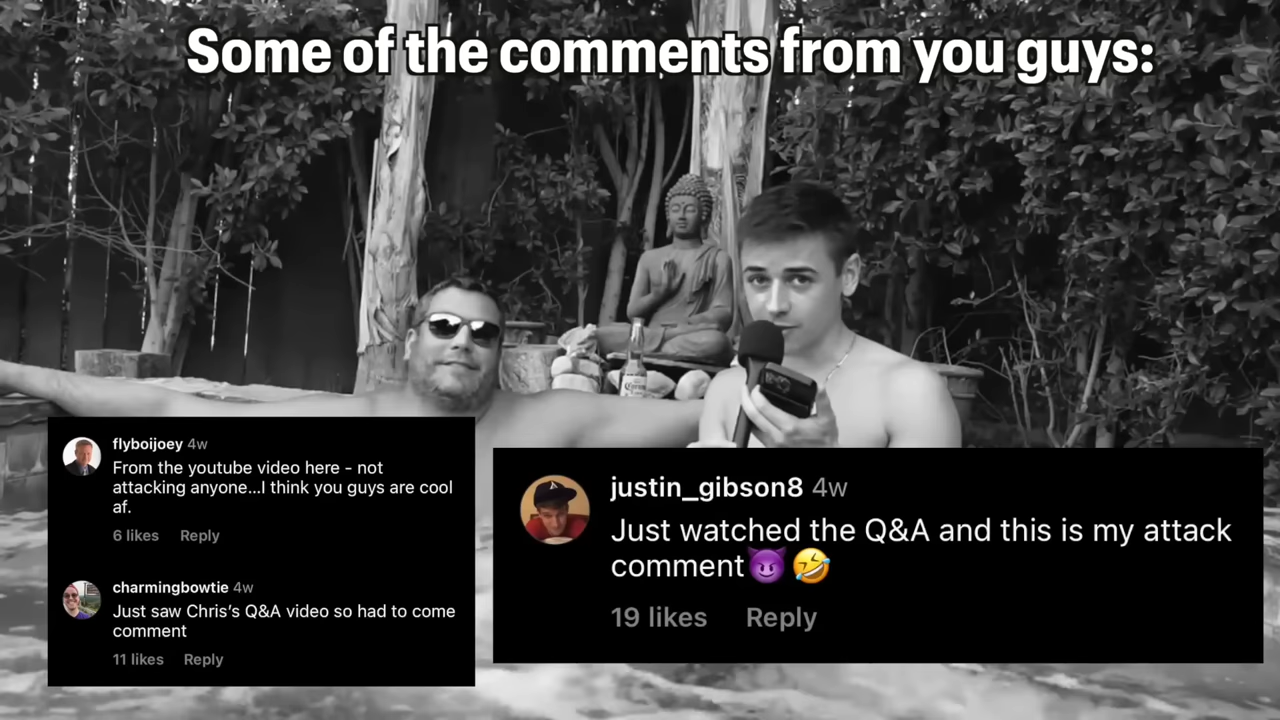 Some of the comments from you guys:
flyboijoey 4w
From the youtube video here - not
attacking anyone...I think you guys are cool
af.
6 likes Reply
charmingbowtie 4w
Just saw Chris's Q&A video so had to come
comment
11 likes Reply
justin_gibson8 4w
Just watched the Q&A and this is my attack
comment😈🤣
19 likes Reply
Corona